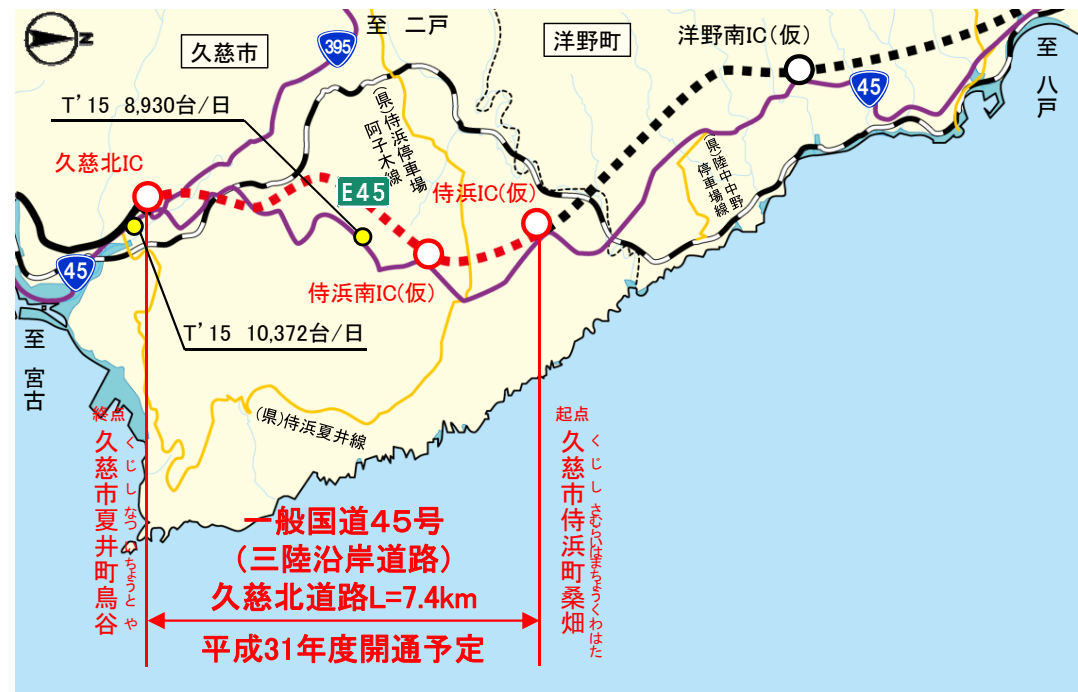 N
久慈市
395
至 二戸
洋野町
洋野南IC(仮)
至 八戸
45
T'15 8,930台/日
(県)侍浜停車場
阿子木線
久慈北IC
E45
侍浜IC(仮)
(県)陸中中野
停車場線
45
侍浜南IC(仮)
T'15 10,372台/日
至 宮古
(県)侍浜夏井線
終点
久慈市夏井町鳥谷
くじしなついちょうとや
起点
久慈市侍浜町桑畑
くじしさむらいはまちょうくわはた
一般国道45号
(三陸沿岸道路)
久慈北道路L=7.4km
平成31年度開通予定